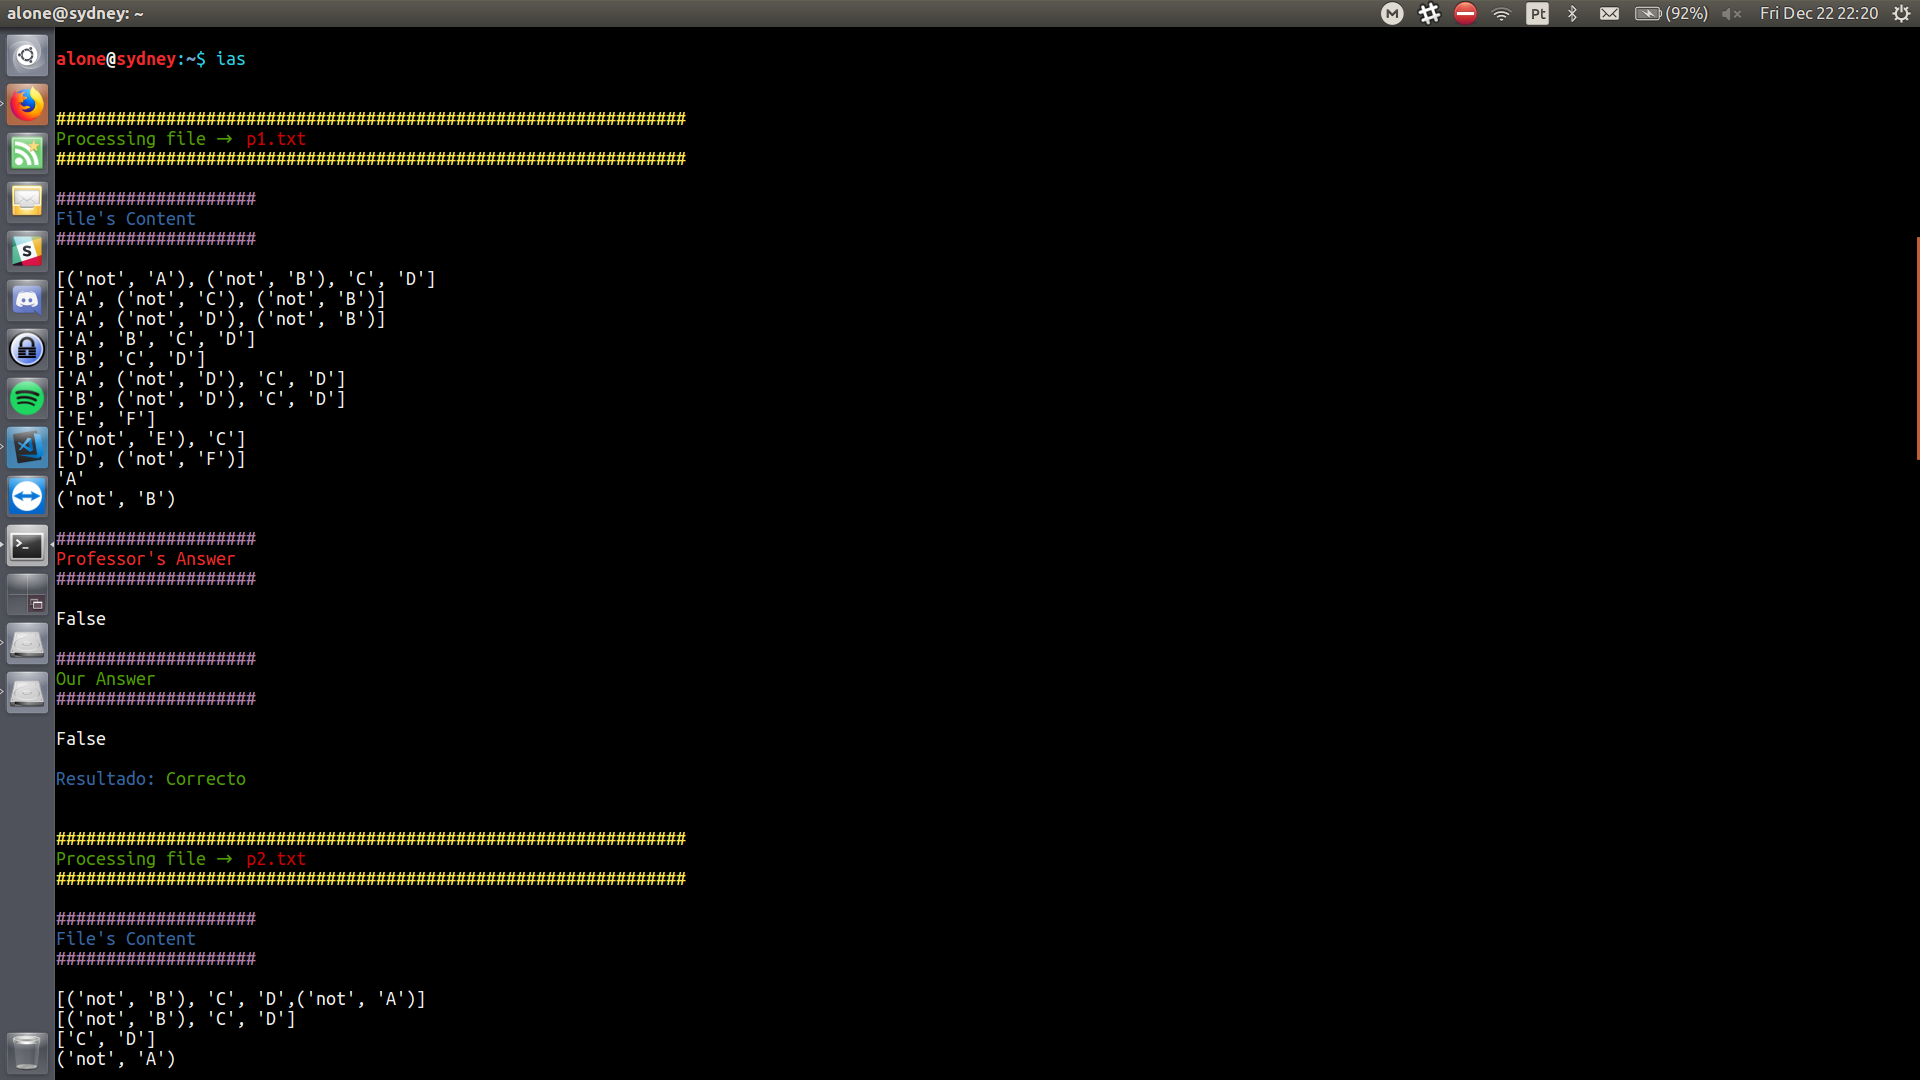 alone@sydney: ~
M
Pt
(92%)
Fri Dec 22 22:20
alone@sydney:~$ ias
###############################################################
Processing file → p1.txt
###############################################################
####################
File's Content
####################
[('not', 'A'), ('not', 'B'), 'C', 'D']
['A', ('not', 'C'), ('not', 'B')]
['A', ('not', 'D'), ('not', 'B')]
['A', 'B', 'C', 'D']
['B', 'C', 'D']
['A', ('not', 'D'), 'C', 'D']
['B', ('not', 'D'), 'C', 'D']
['E', 'F']
[('not', 'E'), 'C']
['D', ('not', 'F')]
'A'
('not', 'B')
####################
Professor's Answer
####################
False
####################
Our Answer
####################
False
Resultado: Correcto
###############################################################
Processing file → p2.txt
###############################################################
####################
File's Content
####################
[('not', 'B'), 'C', 'D',('not', 'A')]
[('not', 'B'), 'C', 'D']
['C', 'D']
('not', 'A')